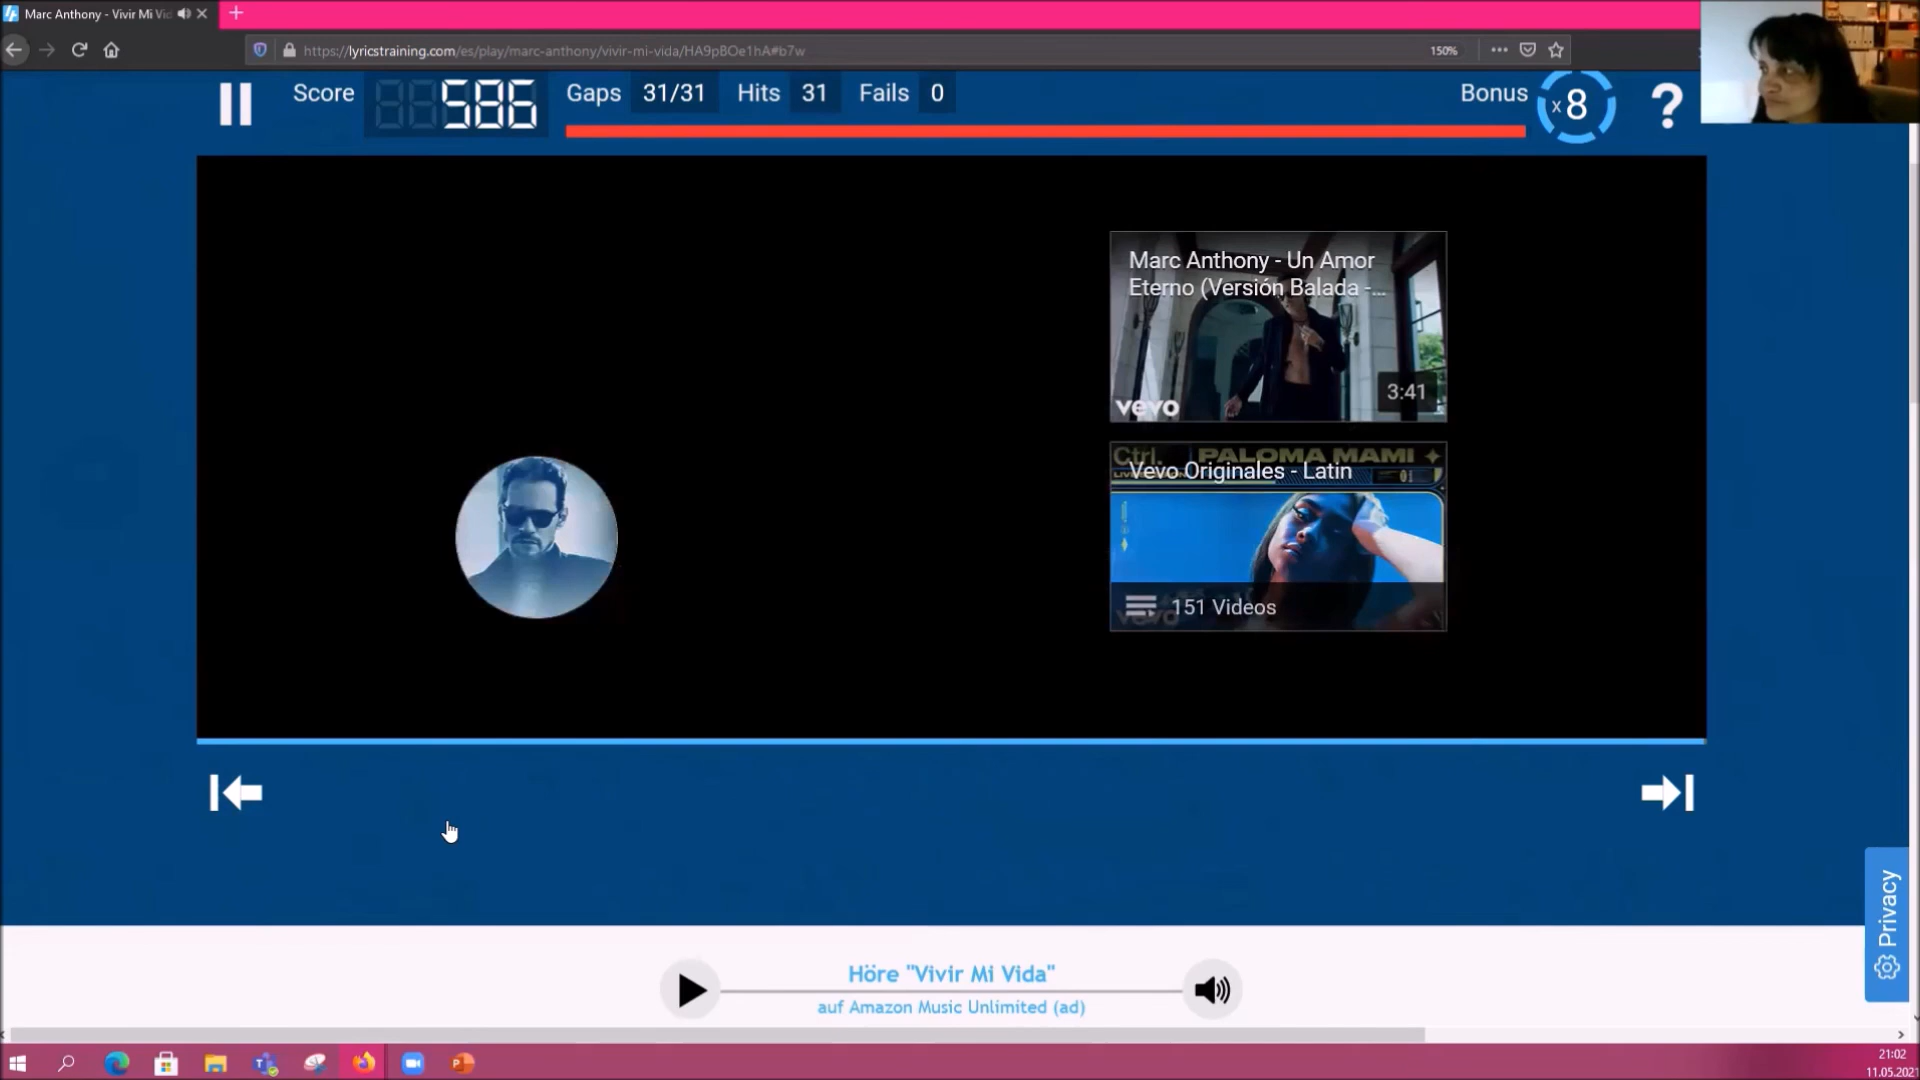 Marc Anthony - Vivir Mi Vid
https://lyricstraining.com/es/play/marc-anthony/vivir-mi-vida/HA9pBOe1hA#b7w
150%
Score 586 Gaps 31/31 Hits 31 Fails 0 Bonus x8 ?
Marc Anthony - Un Amor
Eterno (Versión Balada -...
vevo
3:41
Ctrl. PALOMA MAMI
Vevo Originales - Latin
01
151 Videos
Privacy
Höre "Vivir Mi Vida"
auf Amazon Music Unlimited (ad)
21:02
11.05.2021